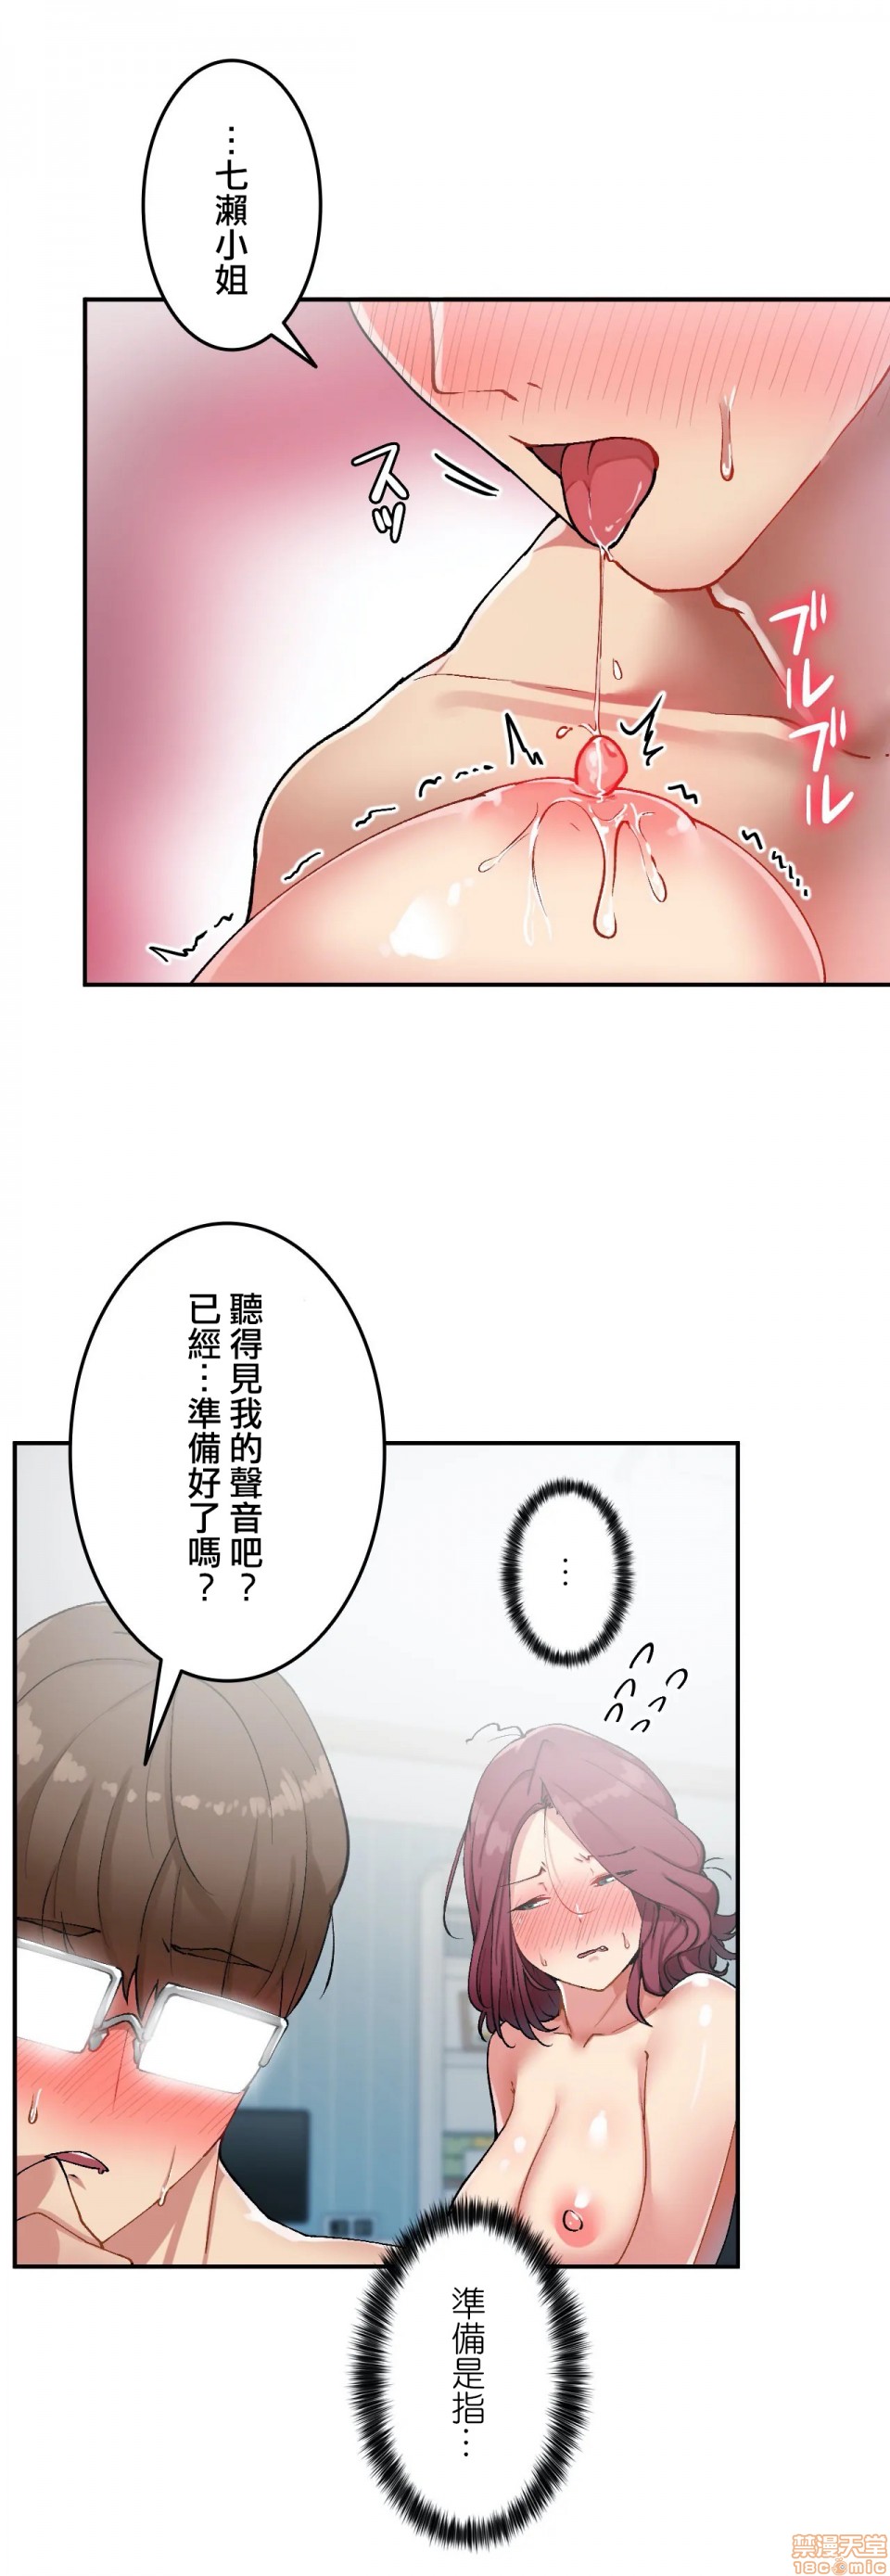 …七瀨小姐
スッ
ブルブル
聽得見我的聲音吧？
已經…準備好了嗎？
…
準備是指…
禁漫天堂
18comic